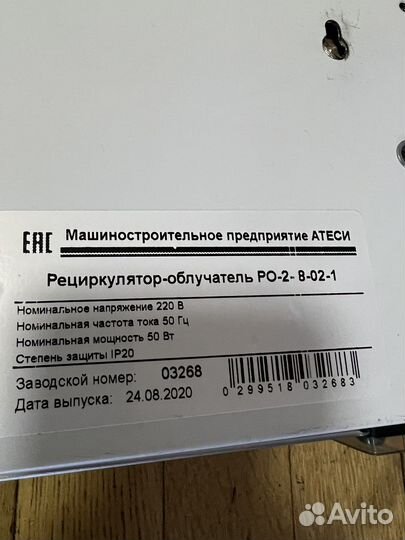 EAC Машиностроительное предприятие АТЕСИ
Рециркулятор-облучатель РО-2- 8-02-1
Номинальное напряжение 220 В
Номинальная частота тока 50 Гц
Номинальная мощность 50 Вт
Степень защиты IP20
Заводской номер: 03268
Дата выпуска: 24.08.2020
0 299518 032683
Avito